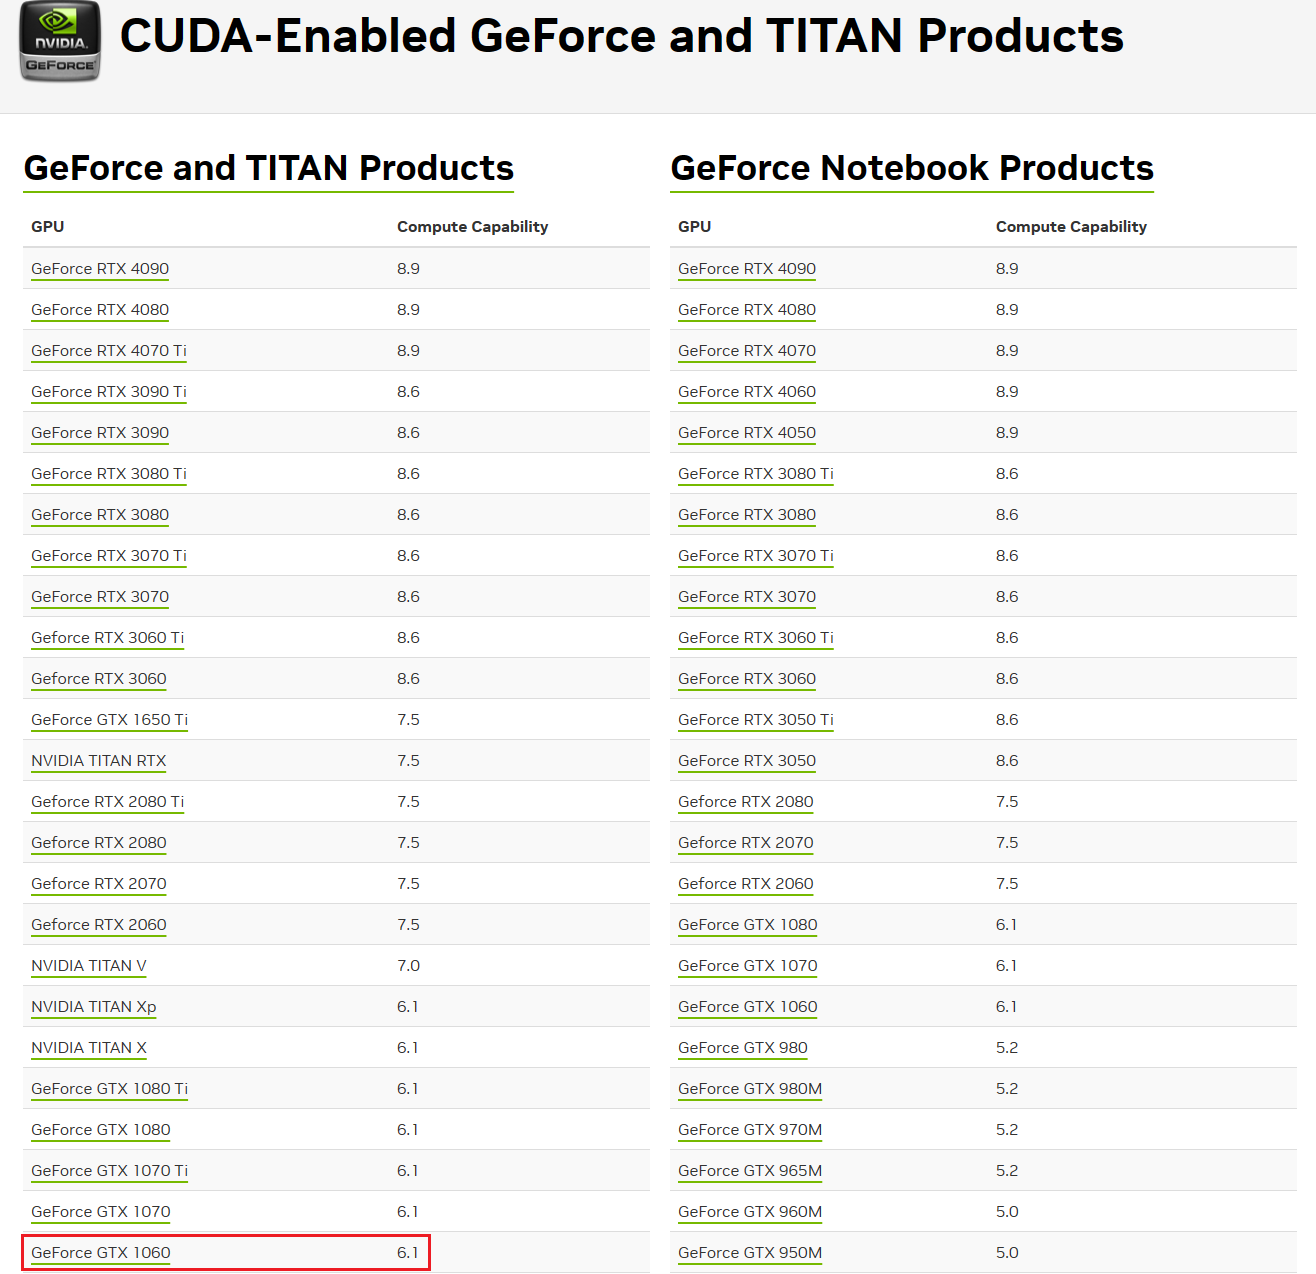 NVIDIA.
GEFORCE
CUDA-Enabled GeForce and TITAN Products
GeForce and TITAN Products
GPU Compute Capability
GeForce RTX 4090 8.9
GeForce RTX 4080 8.9
GeForce RTX 4070 Ti 8.9
GeForce RTX 3090 Ti 8.6
GeForce RTX 3090 8.6
GeForce RTX 3080 Ti 8.6
GeForce RTX 3080 8.6
GeForce RTX 3070 Ti 8.6
GeForce RTX 3070 8.6
Geforce RTX 3060 Ti 8.6
Geforce RTX 3060 8.6
GeForce GTX 1650 Ti 7.5
NVIDIA TITAN RTX 7.5
Geforce RTX 2080 Ti 7.5
Geforce RTX 2080 7.5
Geforce RTX 2070 7.5
Geforce RTX 2060 7.5
NVIDIA TITAN V 7.0
NVIDIA TITAN Xp 6.1
NVIDIA TITAN X 6.1
GeForce GTX 1080 Ti 6.1
GeForce GTX 1080 6.1
GeForce GTX 1070 Ti 6.1
GeForce GTX 1070 6.1
GeForce GTX 1060 6.1
GeForce Notebook Products
GPU Compute Capability
GeForce RTX 4090 8.9
GeForce RTX 4080 8.9
GeForce RTX 4070 8.9
GeForce RTX 4060 8.9
GeForce RTX 4050 8.9
GeForce RTX 3080 Ti 8.6
GeForce RTX 3080 8.6
GeForce RTX 3070 Ti 8.6
GeForce RTX 3070 8.6
GeForce RTX 3060 Ti 8.6
GeForce RTX 3060 8.6
GeForce RTX 3050 Ti 8.6
GeForce RTX 3050 8.6
Geforce RTX 2080 7.5
Geforce RTX 2070 7.5
Geforce RTX 2060 7.5
GeForce GTX 1080 6.1
GeForce GTX 1070 6.1
GeForce GTX 1060 6.1
GeForce GTX 980 5.2
GeForce GTX 980M 5.2
GeForce GTX 970M 5.2
GeForce GTX 965M 5.2
GeForce GTX 960M 5.0
GeForce GTX 950M 5.0